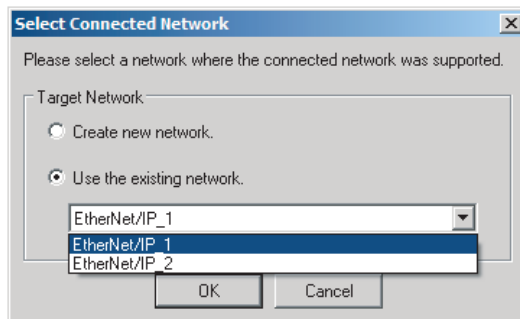 Select Connected Network
Please select a network where the connected network was supported.
Target Network
Create new network.
Use the existing network.
EtherNet/IP_1
EtherNet/IP_1
EtherNet/IP_2
OK Cancel